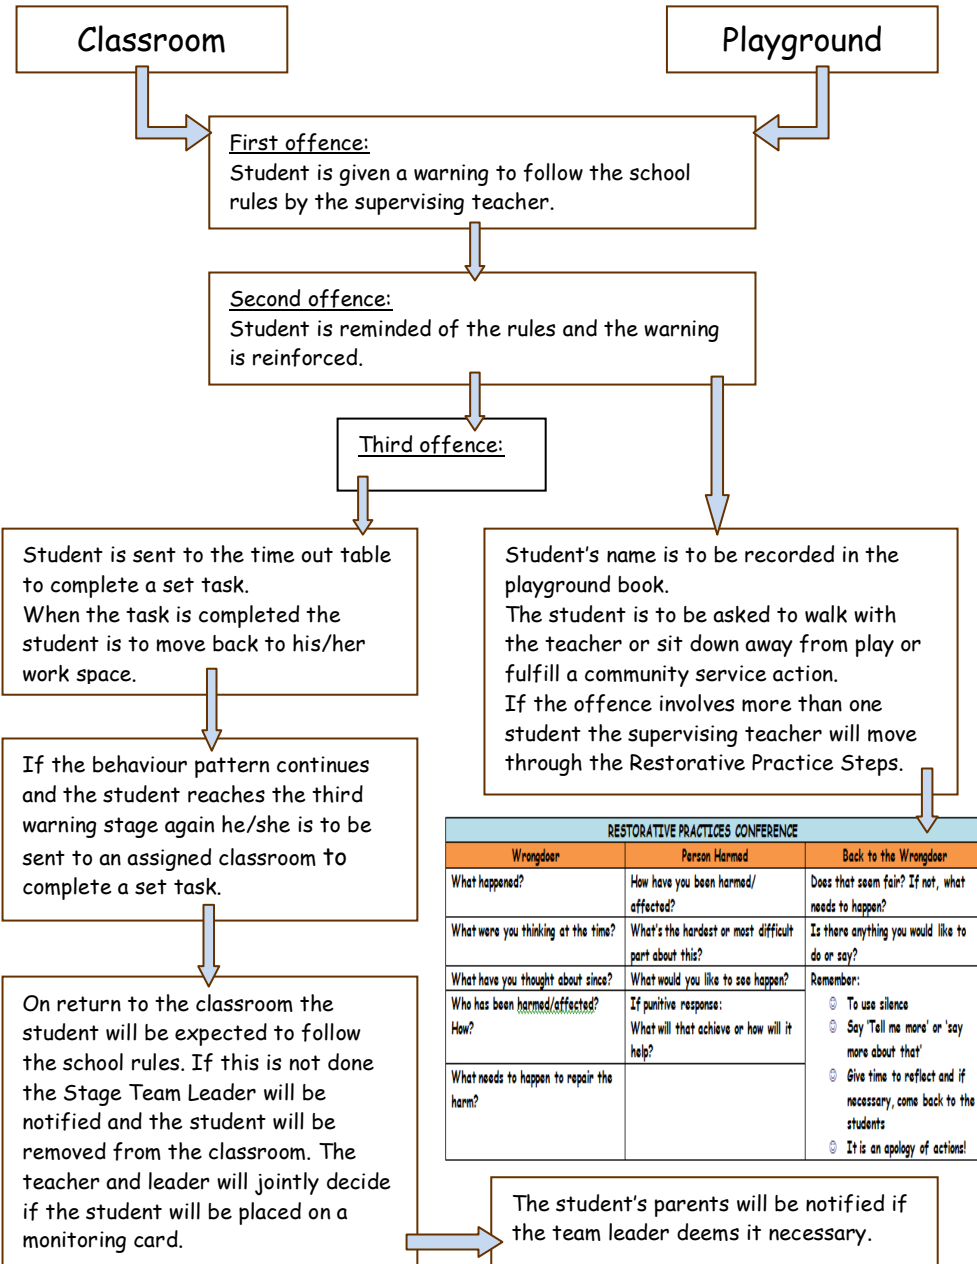 Classroom
Playground
First offence:
Student is given a warning to follow the school
rules by the supervising teacher.
Second offence:
Student is reminded of the rules and the warning
is reinforced.
Third offence:
Student is sent to the time out table
to complete a set task.
When the task is completed the
student is to move back to his/her
work space.
Student's name is to be recorded in the
playground book.
The student is to be asked to walk with
the teacher or sit down away from play or
fulfill a community service action.
If the offence involves more than one
student the supervising teacher will move
through the Restorative Practice Steps.
If the behaviour pattern continues
and the student reaches the third
warning stage again he/she is to be
sent to an assigned classroom to
complete a set task.
RESTORATIVE PRACTICES CONFERENCE
Wrongdoer
Person Harmed
Back to the Wrongdoer
What happened?
How have you been harmed/
affected?
Does that seem fair? If not, what
needs to happen?
What were you thinking at the time?
What's the hardest or most difficult
part about this?
Is there anything you would like to
do or say?
What have you thought about since?
What would you like to see happen?
Remember:
Who has been harmed/affected?
How?
If punitive response:
What will that achieve or how will it
help?
What needs to happen to repair the
harm?
To use silence
Say 'Tell me more' or 'say
more about that'
Give time to reflect and if
necessary, come back to the
students
It is an apology of actions!
On return to the classroom the
student will be expected to follow
the school rules. If this is not done
the Stage Team Leader will be
notified and the student will be
removed from the classroom. The
teacher and leader will jointly decide
if the student will be placed on a
monitoring card.
The student's parents will be notified if
the team leader deems it necessary.